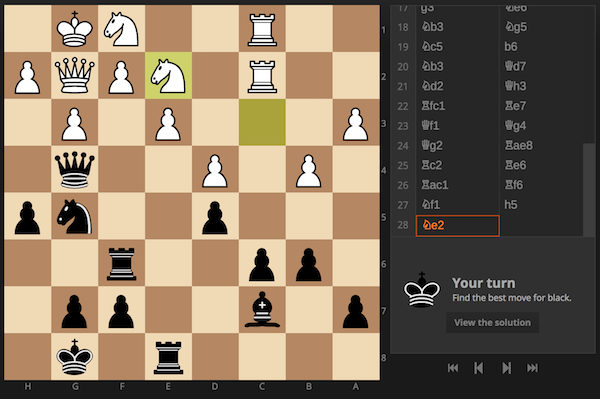 1
2
3
4
5
6
7
8
H G F E D C B A
17 g3 ♘e6
18 ♘b3 ♘g5
19 ♘c5 b6
20 ♘b3 ♕d7
21 ♘d2 ♕h3
22 ♖fc1 ♖e7
23 ♕f1 ♕g4
24 ♕g2 ♖ae8
25 ♖c2 ♖e6
26 ♖ac1 ♖f6
27 ♘f1 h5
28 ♘e2
Your turn
Find the best move for black.
View the solution